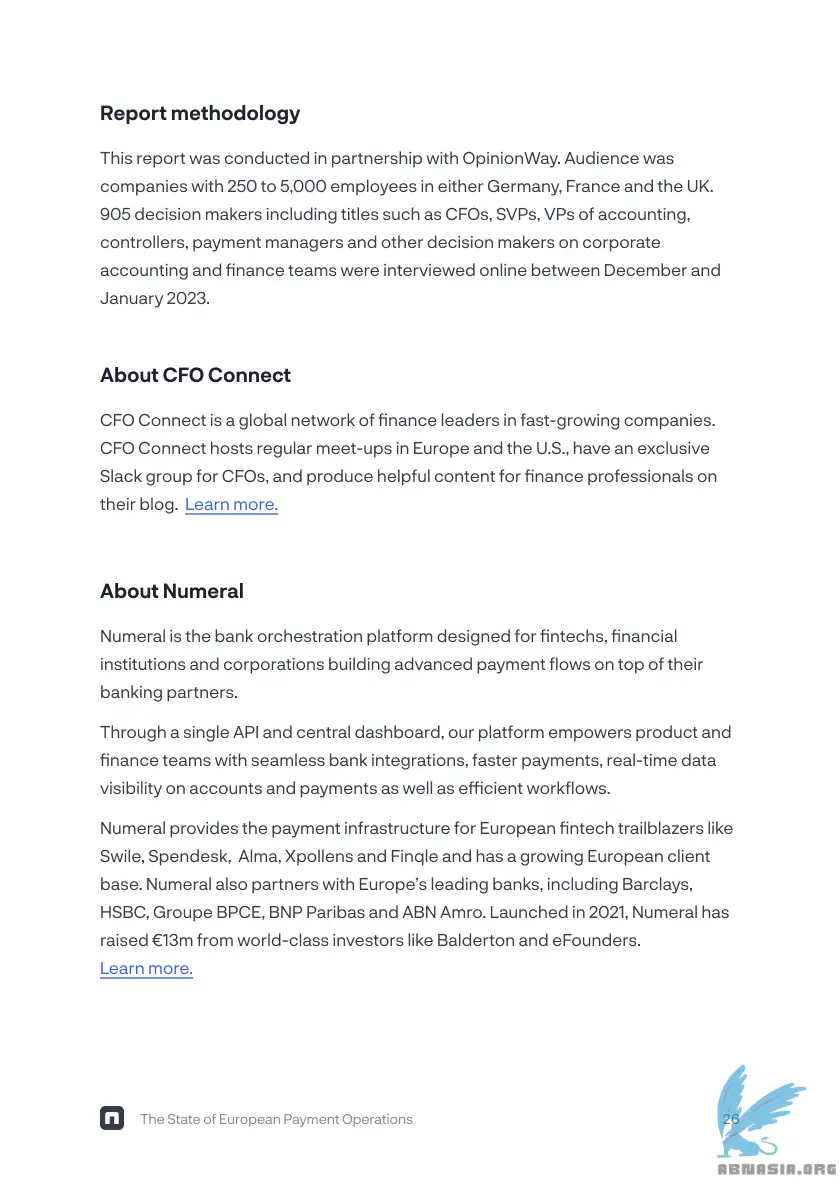 Report methodology
This report was conducted in partnership with OpinionWay. Audience was
companies with 250 to 5,000 employees in either Germany, France and the UK.
905 decision makers including titles such as CFOs, SVPs, VPs of accounting,
controllers, payment managers and other decision makers on corporate
accounting and finance teams were interviewed online between December and
January 2023.
About CFO Connect
CFO Connect is a global network of finance leaders in fast-growing companies.
CFO Connect hosts regular meet-ups in Europe and the U.S., have an exclusive
Slack group for CFOs, and produce helpful content for finance professionals on
their blog. Learn more.
About Numeral
Numeral is the bank orchestration platform designed for fintechs, financial
institutions and corporations building advanced payment flows on top of their
banking partners.
Through a single API and central dashboard, our platform empowers product and
finance teams with seamless bank integrations, faster payments, real-time data
visibility on accounts and payments as well as efficient workflows.
Numeral provides the payment infrastructure for European fintech trailblazers like
Swile, Spendesk, Alma, Xpollens and Finqle and has a growing European client
base. Numeral also partners with Europe's leading banks, including Barclays,
HSBC, Groupe BPCE, BNP Paribas and ABN Amro. Launched in 2021, Numeral has
raised €13m from world-class investors like Balderton and eFounders.
Learn more.
The State of European Payment Operations
26
ABNASIA.ORG